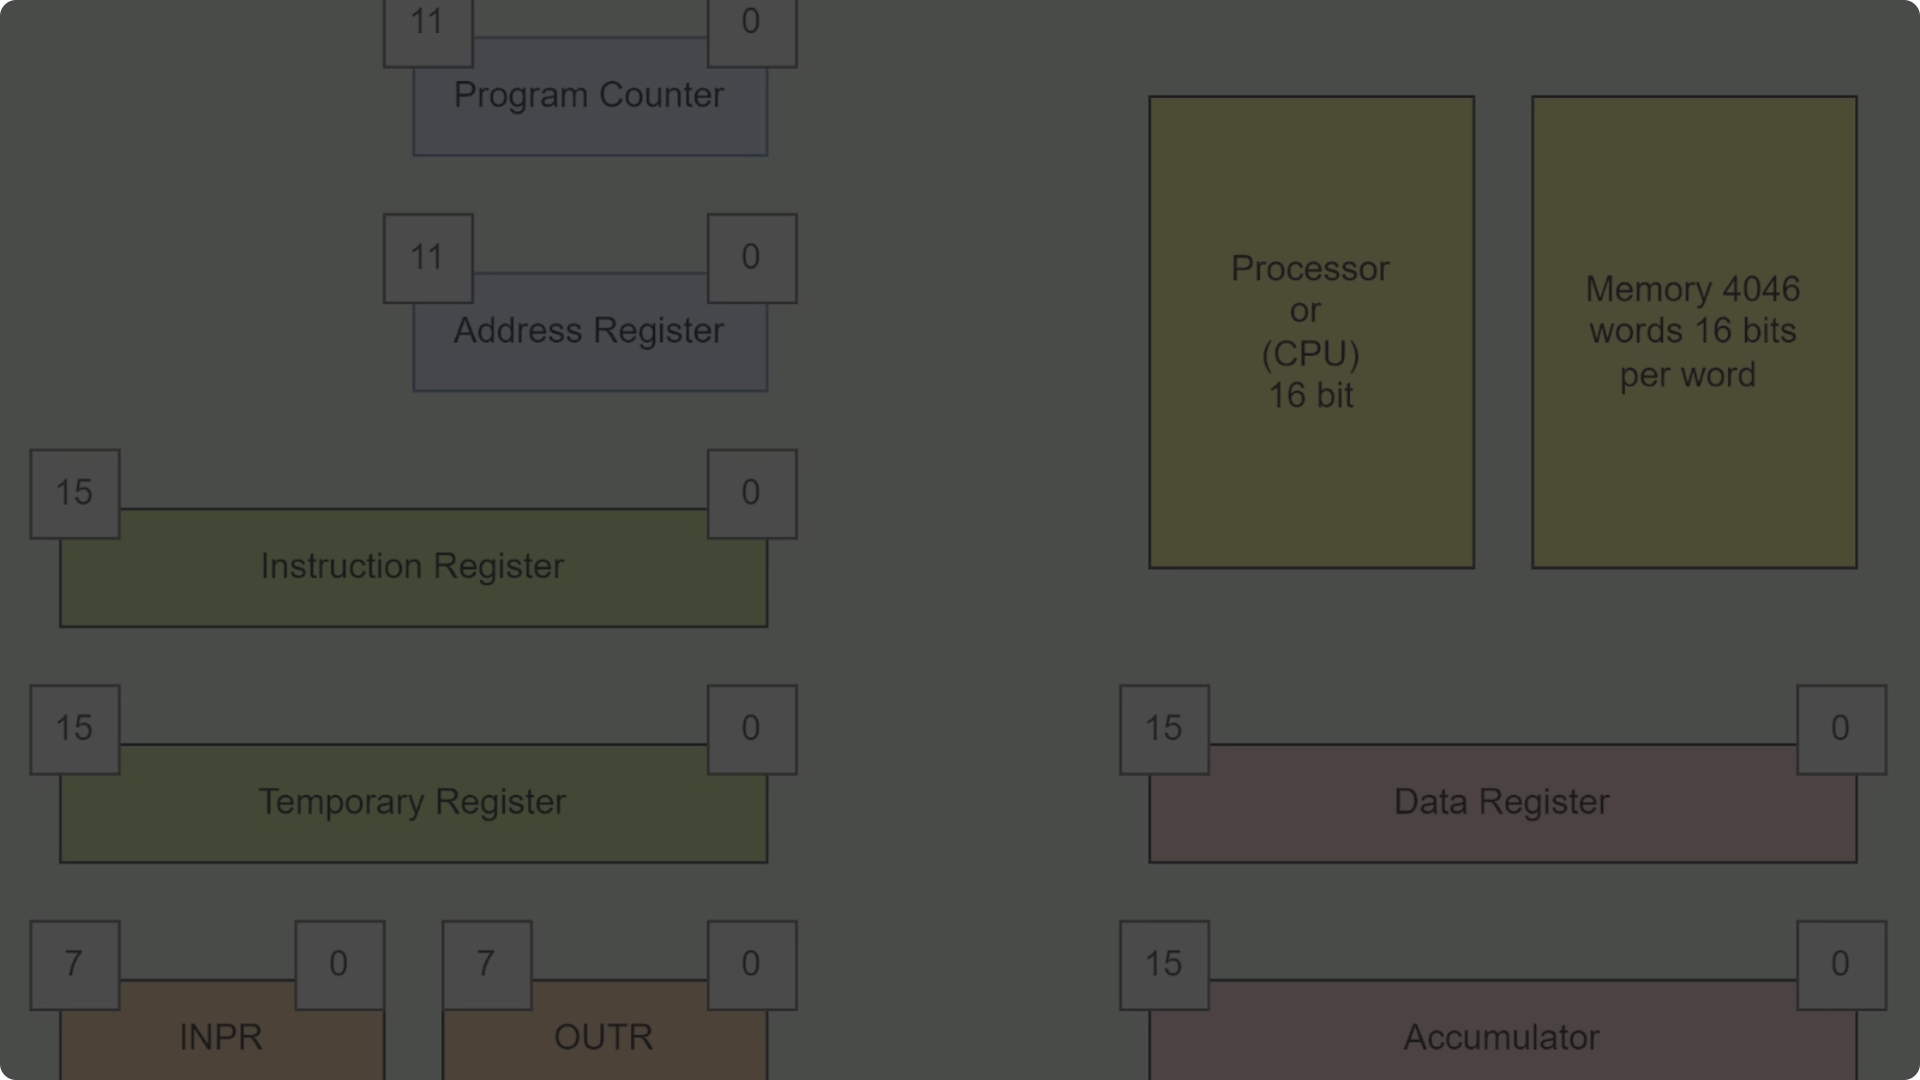 11
0
Program Counter
11
0
Address Register
15
0
Instruction Register
15
0
Temporary Register
7
0
INPR
7
0
OUTR
Processor
or
(CPU)
16 bit
Memory 4046
words 16 bits
per word
15
0
Data Register
15
0
Accumulator